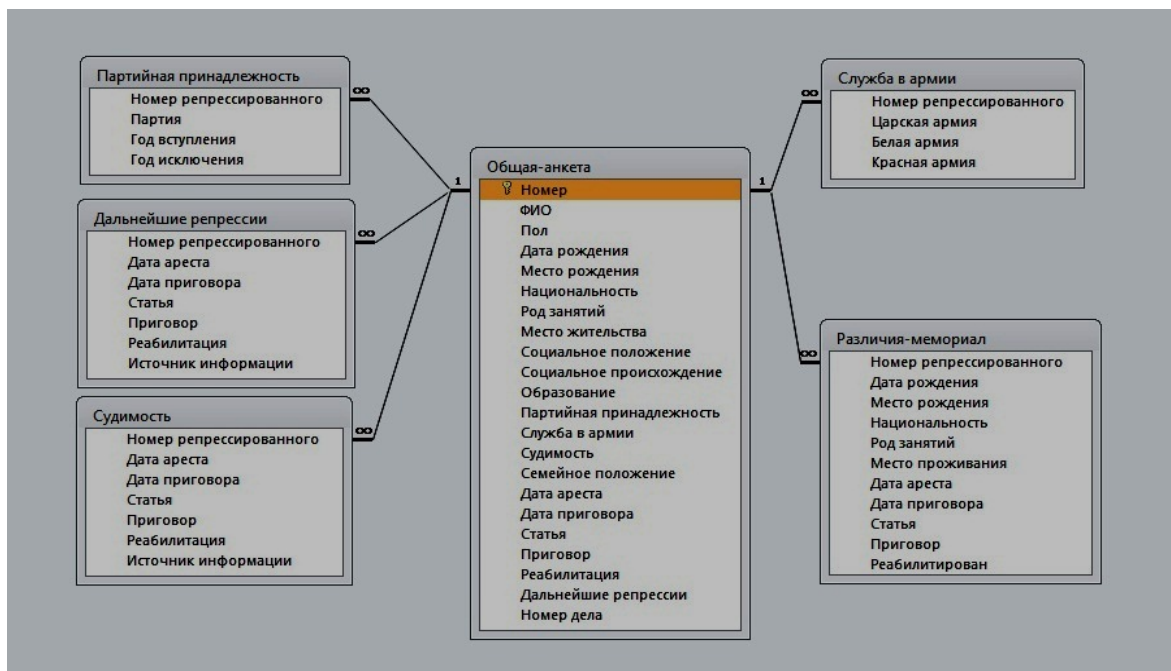 Партийная принадлежность
Номер репрессированного
Партия
Год вступления
Год исключения
∞
Дальнейшие репрессии
Номер репрессированного
Дата ареста
Дата приговора
Статья
Приговор
Реабилитация
Источник информации
∞
Судимость
Номер репрессированного
Дата ареста
Дата приговора
Статья
Приговор
Реабилитация
Источник информации
∞
1
Общая-анкета
Номер
ФИО
Пол
Дата рождения
Место рождения
Национальность
Род занятий
Место жительства
Социальное положение
Социальное происхождение
Образование
Партийная принадлежность
Служба в армии
Судимость
Семейное положение
Дата ареста
Дата приговора
Статья
Приговор
Реабилитация
Дальнейшие репрессии
Номер дела
1
∞
Служба в армии
Номер репрессированного
Царская армия
Белая армия
Красная армия
∞
Различия-мемориал
Номер репрессированного
Дата рождения
Место рождения
Национальность
Род занятий
Место проживания
Дата ареста
Дата приговора
Статья
Приговор
Реабилитирован